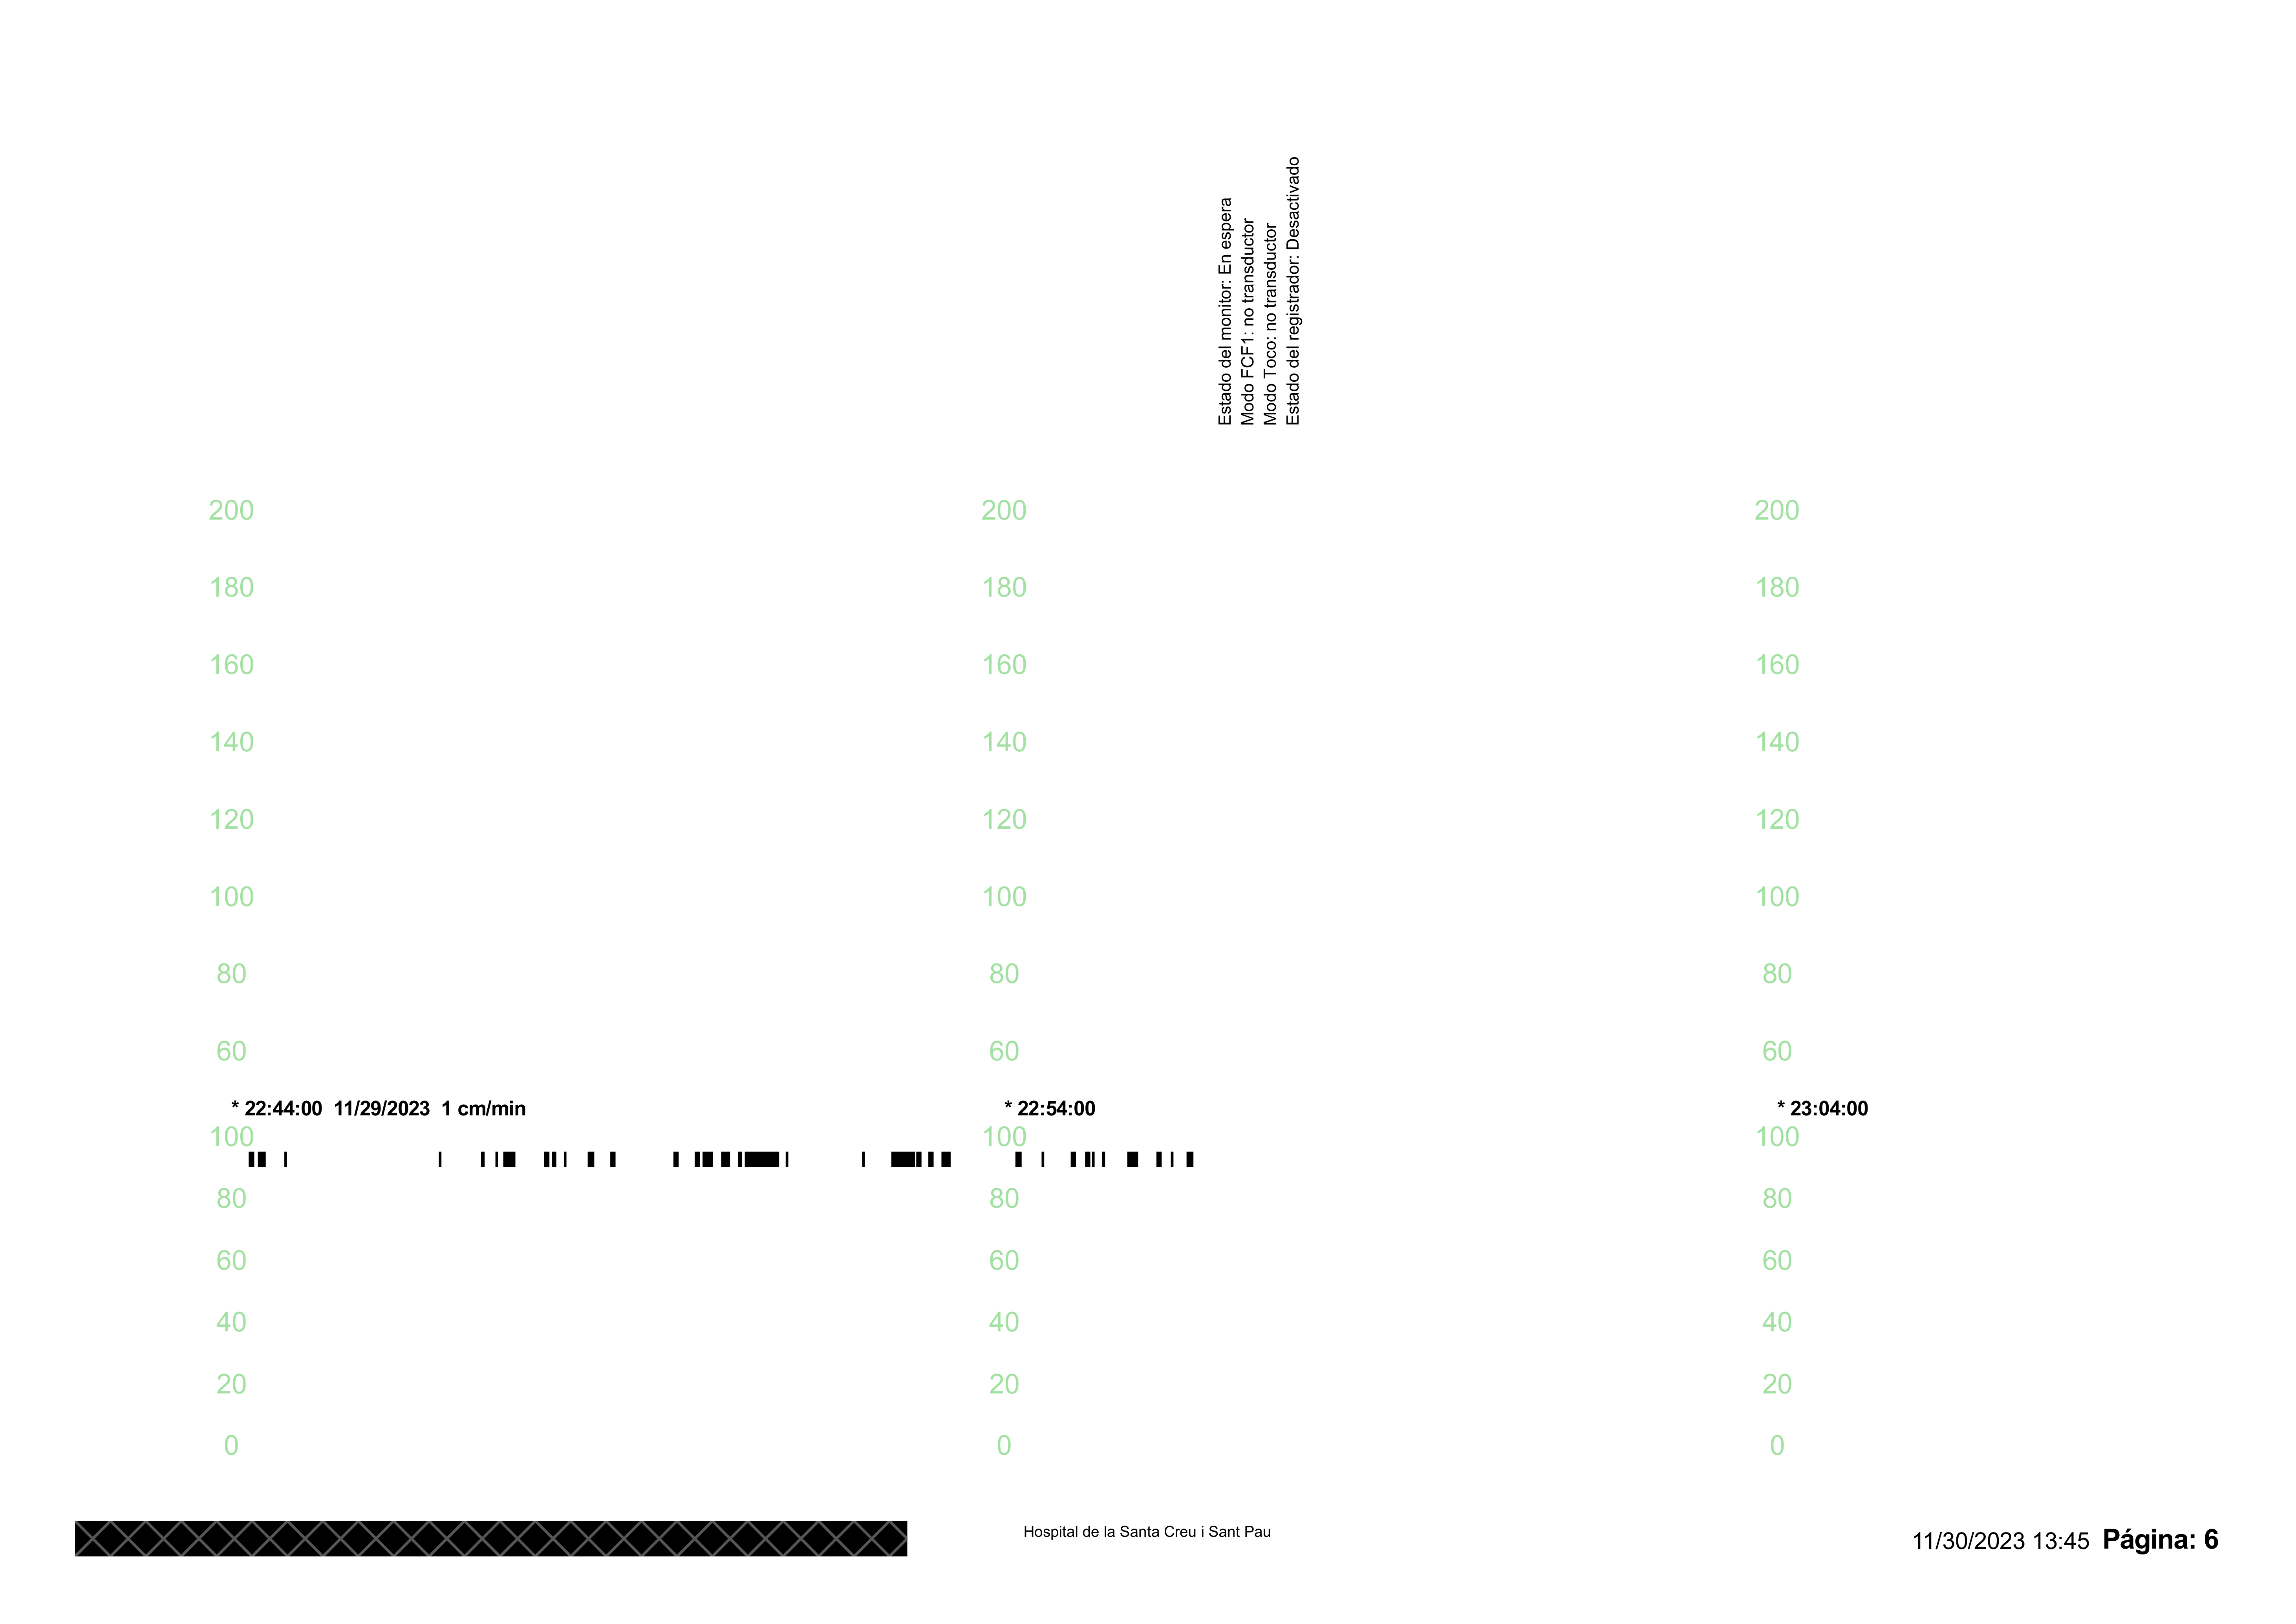 Estado del monitor: En espera
Modo FCF1: no transductor
Modo Toco: no transductor
Estado del registrador: Desactivado
200 200 200
180 180 180
160 160 160
140 140 140
120 120 120
100 100 100
80 80 80
60 60 60
* 22:44:00 11/29/2023 1 cm/min * 22:54:00 * 23:04:00
100 100 100
80 80 80
60 60 60
40 40 40
20 20 20
0 0 0
Hospital de la Santa Creu i Sant Pau
11/30/2023 13:45 Página: 6